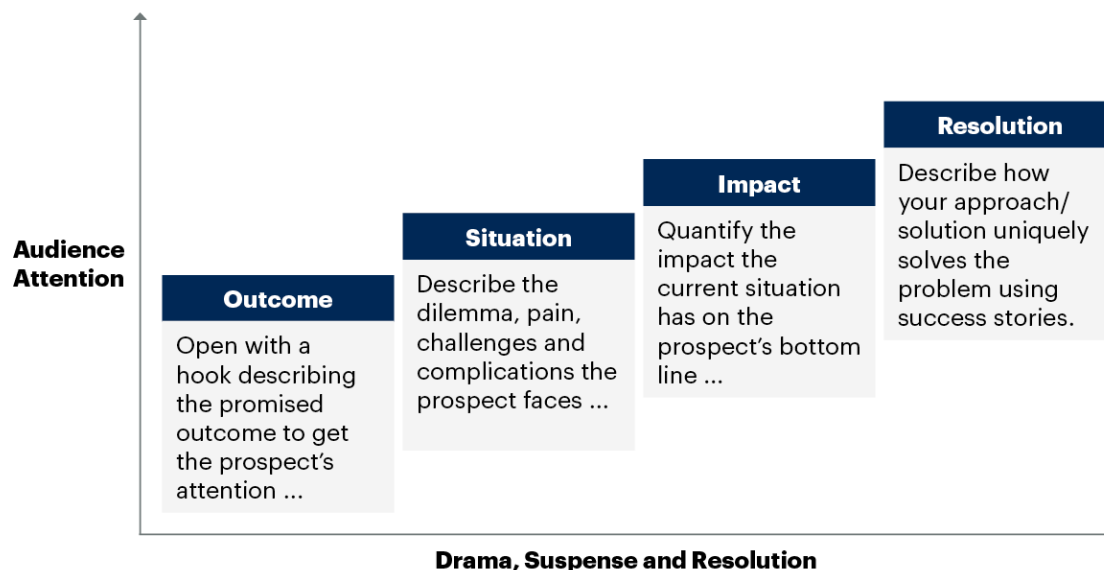 Audience
Attention
Outcome
Open with a
hook describing
the promised
outcome to get
the prospect's
attention ...
Situation
Describe the
dilemma, pain,
challenges and
complications the
prospect faces ...
Impact
Quantify the
impact the
current situation
has on the
prospect's bottom
line ...
Resolution
Describe how
your approach/
solution uniquely
solves the
problem using
success stories.
Drama, Suspense and Resolution